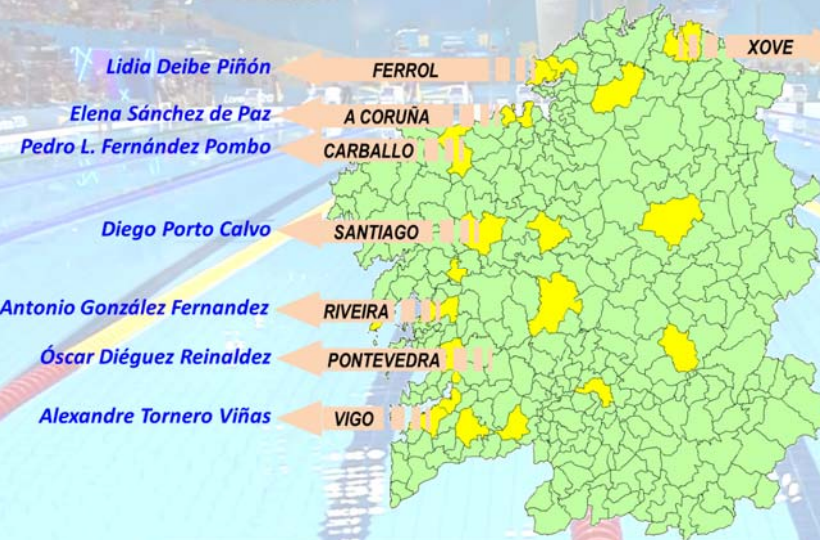 XOVE
Lidia Deibe Piñón FERROL
Elena Sánchez de Paz A CORUÑA
Pedro L. Fernández Pombo CARBALLO
Diego Porto Calvo SANTIAGO
Antonio González Fernandez RIVEIRA
Óscar Diéguez Reinaldez PONTEVEDRA
Alexandre Tornero Viñas VIGO